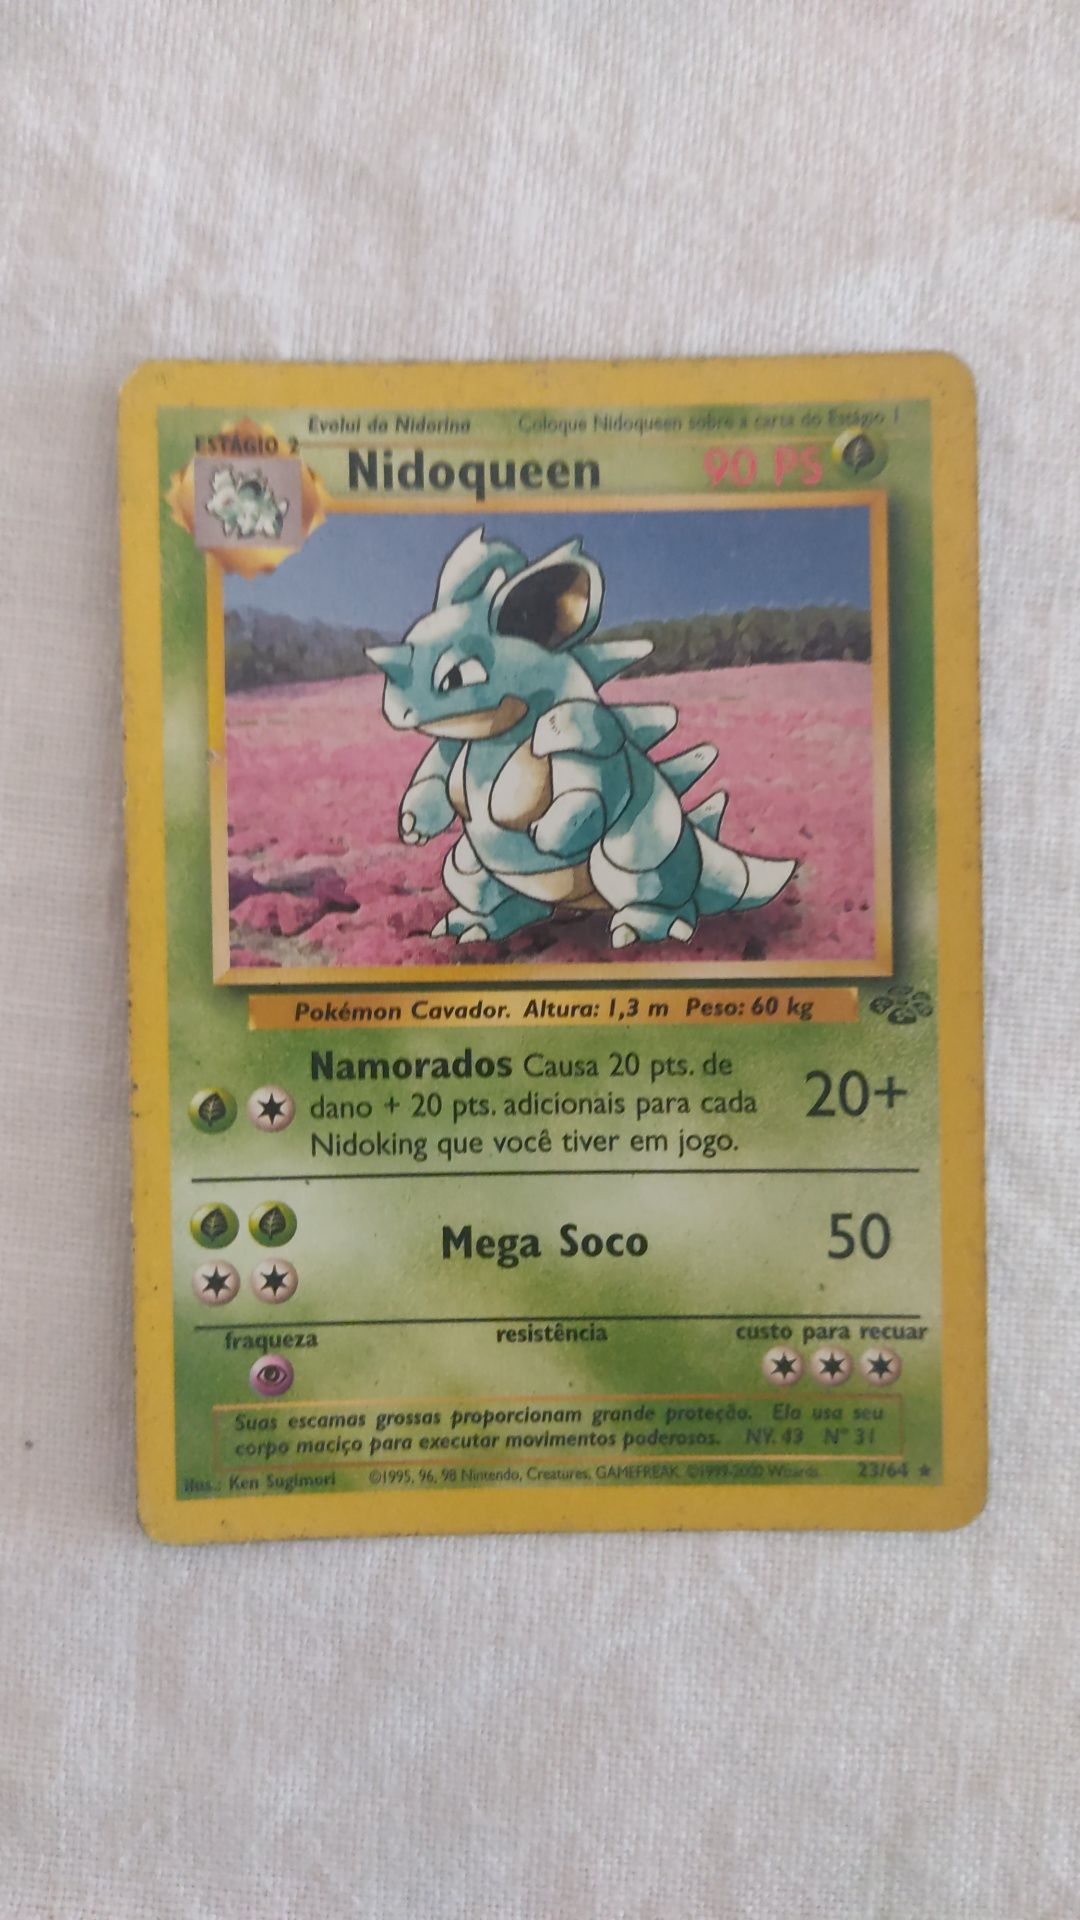 Evolui de Nidorina Coloque Nidoqueen sobre a carta do Estágio 1
ESTÁGIO 2
Nidoqueen 90 PS
Pokémon Cavador. Altura: 1,3 m Peso: 60 kg
Namorados Causa 20 pts. de
dano + 20 pts. adicionais para cada
Nidoking que você tiver em jogo.
20+
Mega Soco 50
fraqueza resistência custo para recuar
Suas escamas grossas proporcionam grande proteção. Ela usa seu
corpo maciço para executar movimentos poderosos. NY. 43 N° 31
Ilus.: Ken Sugimori ©1995, 96, 98 Nintendo, Creatures, GAMEFREAK. ©1999-2000 Wizards. 23/64 ★